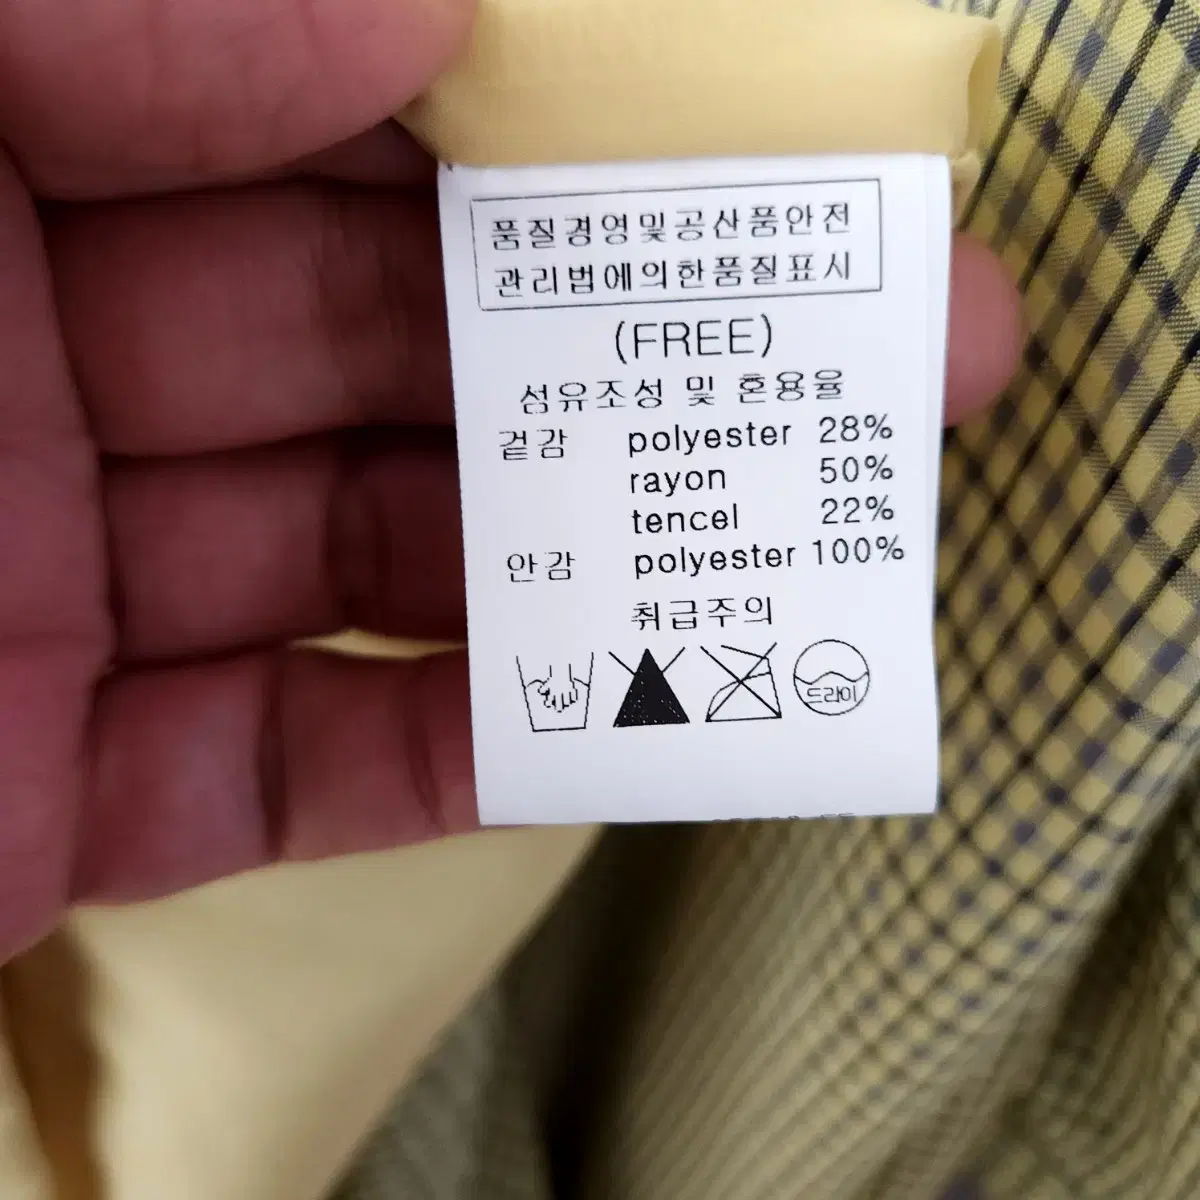 품질경영및공산품안전
관리법에의한품질표시
(FREE)
섬유조성 및 혼용율
겉감 polyester 28%
rayon 50%
tencel 22%
안감 polyester 100%
취급주의
드라이